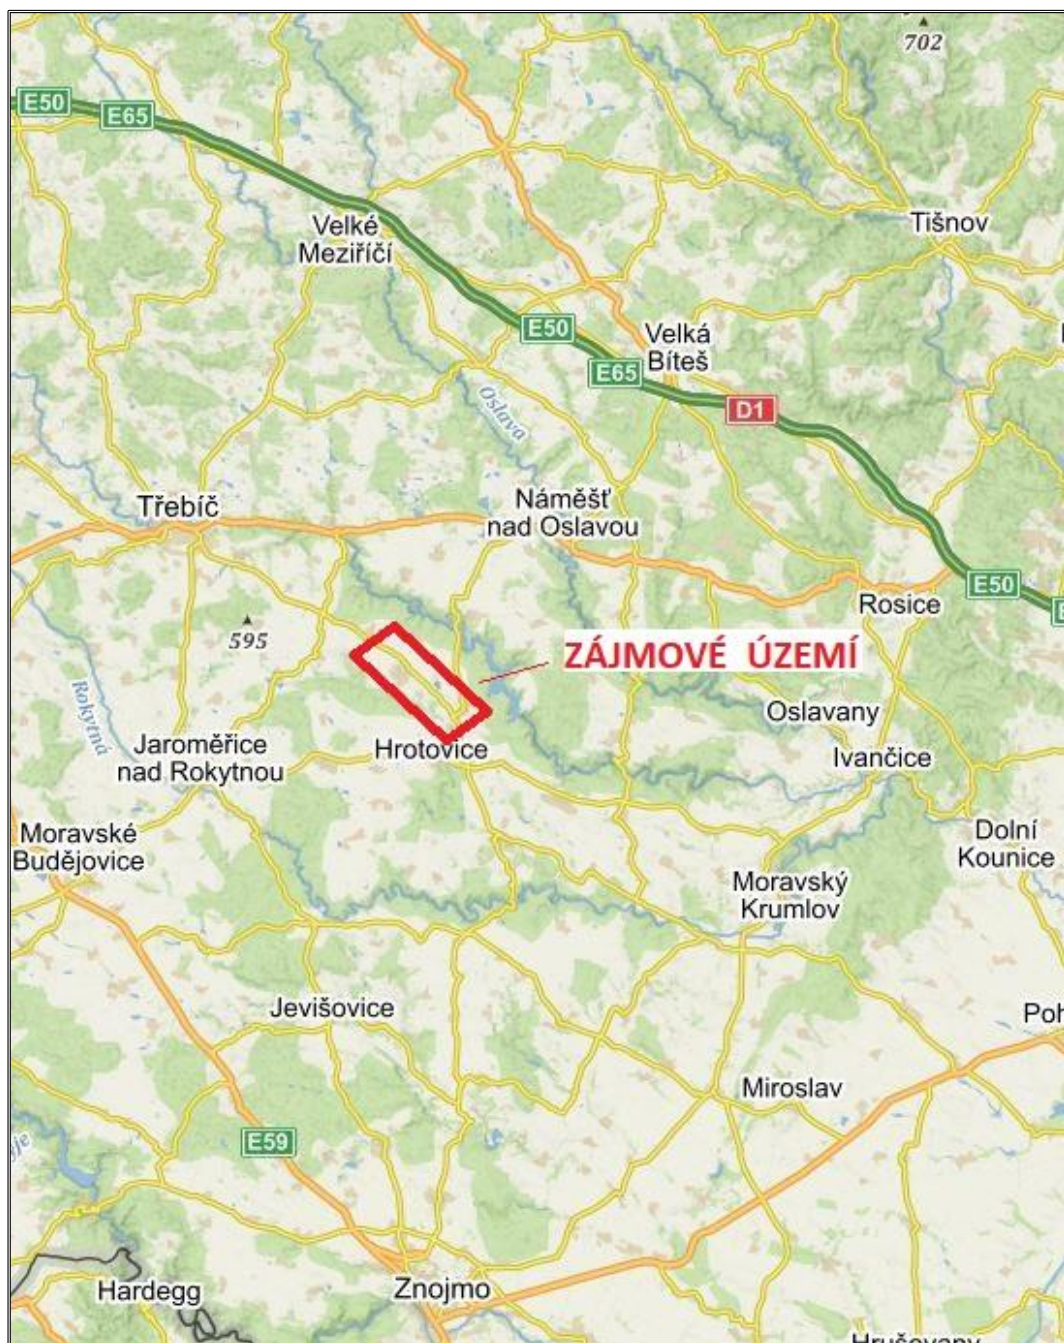 702
E50
E65
Tišnov
Velké
Meziříčí
E50
Velká
Bíteš
E65
D1
Oslava
Třebíč
Náměšť
nad Oslavou
E50
Rosice
595
ZÁJMOVÉ ÚZEMÍ
Rokytná
Oslavany
Jaroměřice
nad Rokytnou
Hrotovice
Ivančice
Moravské
Budějovice
Dolní
Kounice
Moravský
Krumlov
Jevišovice
Poh
Miroslav
E59
Hardegg
Znojmo
Hrušovany